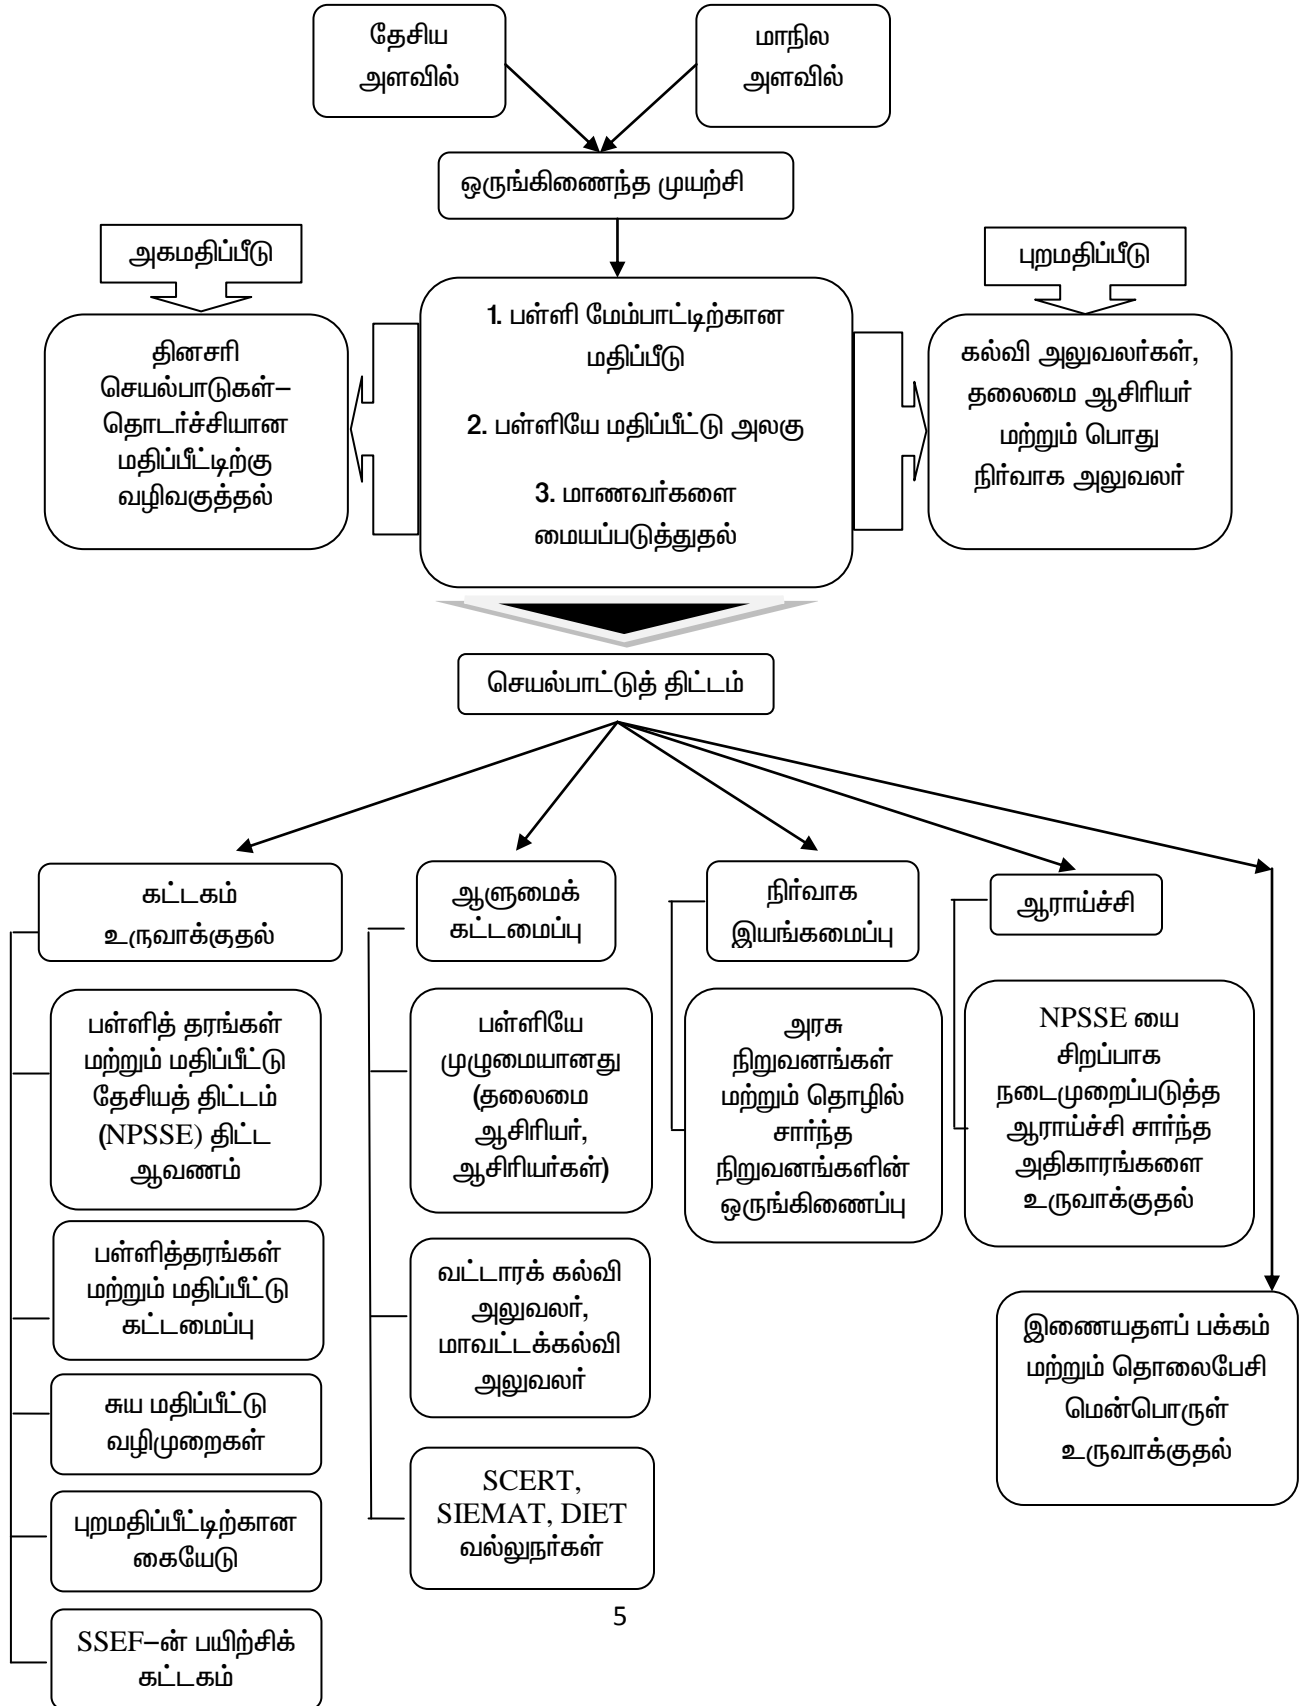 தேசிய
அளவில்
மாநில
அளவில்
ஒருங்கிணைந்த முயற்சி
அகமதிப்பீடு
புறமதிப்பீடு
தினசரி
செயல்பாடுகள்–
தொடர்ச்சியான
மதிப்பீட்டிற்கு
வழிவகுத்தல்
1. பள்ளி மேம்பாட்டிற்கான
மதிப்பீடு
2. பள்ளியே மதிப்பீட்டு அலகு
3. மாணவர்களை
மையப்படுத்துதல்
கல்வி அலுவலர்கள்,
தலைமை ஆசிரியர்
மற்றும் பொது
நிர்வாக அலுவலர்
செயல்பாட்டுத் திட்டம்
கட்டகம்
உருவாக்குதல்
பள்ளித் தரங்கள்
மற்றும் மதிப்பீட்டு
தேசியத் திட்டம்
(NPSSE) திட்ட
ஆவணம்
பள்ளித்தரங்கள்
மற்றும் மதிப்பீட்டு
கட்டமைப்பு
சுய மதிப்பீட்டு
வழிமுறைகள்
புறமதிப்பீட்டிற்கான
கையேடு
SSEF–ன் பயிற்சிக்
கட்டகம்
ஆளுமைக்
கட்டமைப்பு
பள்ளியே
முழுமையானது
(தலைமை
ஆசிரியர்,
ஆசிரியர்கள்)
வட்டாரக் கல்வி
அலுவலர்,
மாவட்டக்கல்வி
அலுவலர்
SCERT,
SIEMAT, DIET
வல்லுநர்கள்
நிர்வாக
இயங்கமைப்பு
அரசு
நிறுவனங்கள்
மற்றும் தொழில்
சார்ந்த
நிறுவனங்களின்
ஒருங்கிணைப்பு
ஆராய்ச்சி
NPSSE யை
சிறப்பாக
நடைமுறைப்படுத்த
ஆராய்ச்சி சார்ந்த
அதிகாரங்களை
உருவாக்குதல்
இணையதளப் பக்கம்
மற்றும் தொலைபேசி
மென்பொருள்
உருவாக்குதல்
5